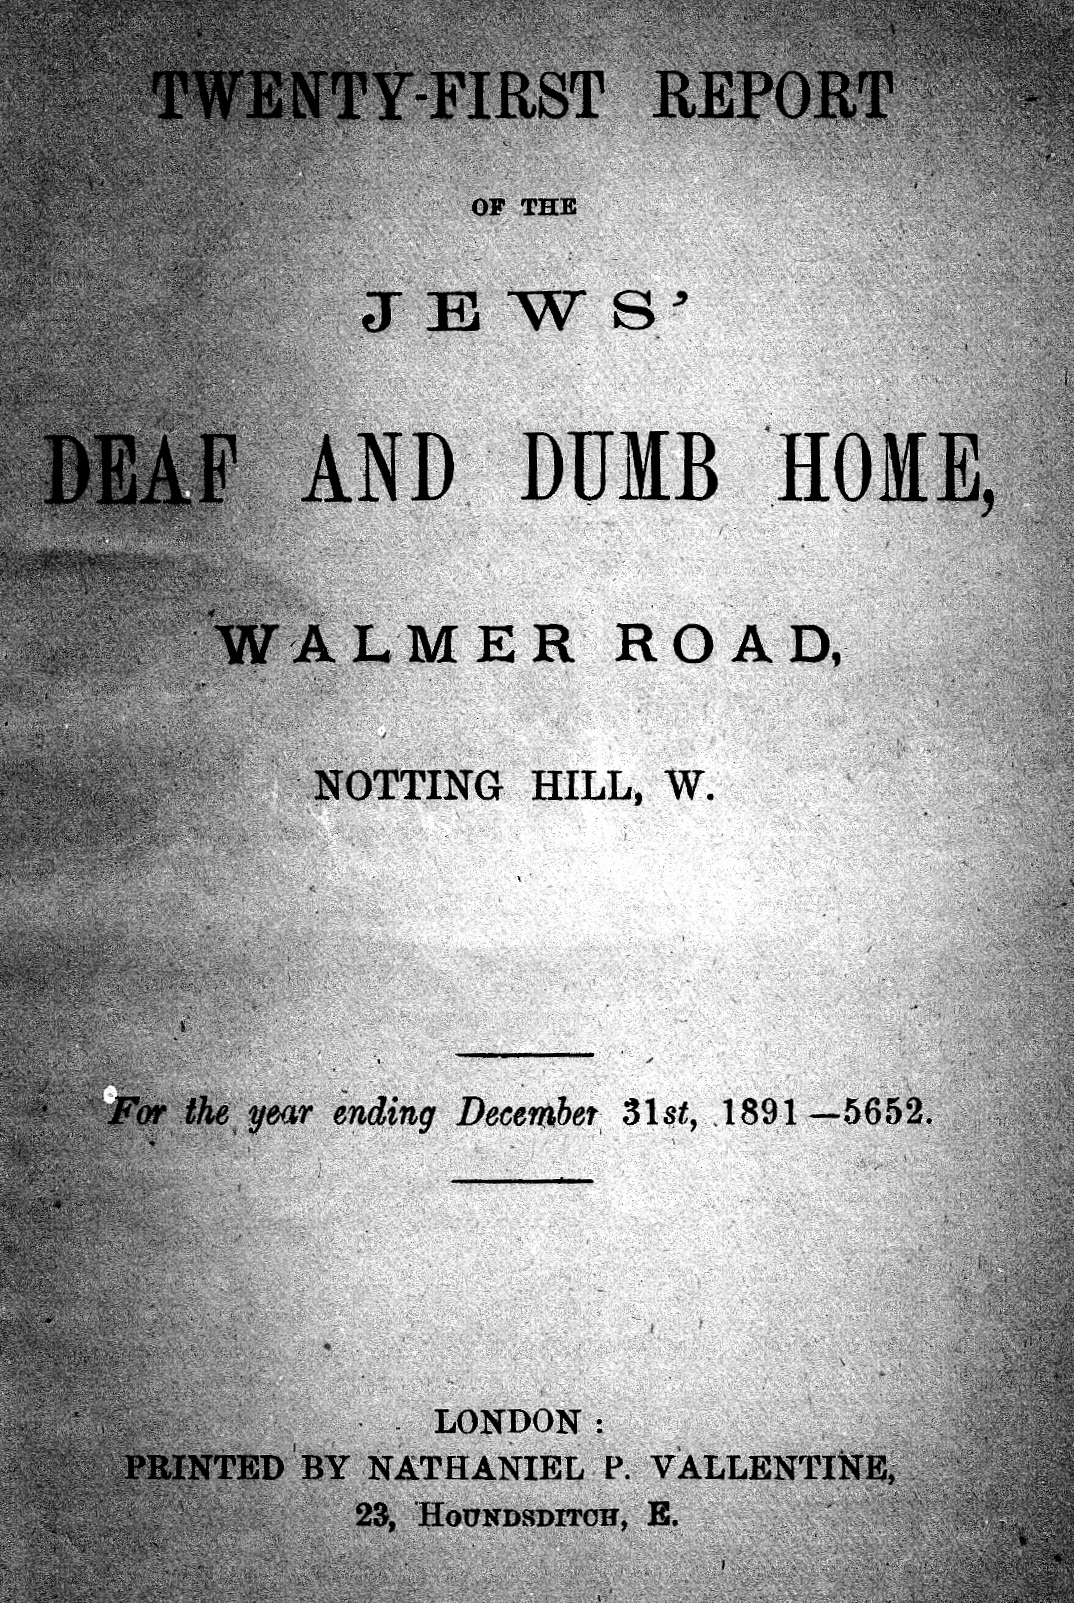 TWENTY-FIRST REPORT
OF THE
JEWS'
DEAF AND DUMB HOME,
WALMER ROAD,
NOTTING HILL, W.
For the year ending December 31st, 1891—5652.
LONDON:
PRINTED BY NATHANIEL P. VALLENTINE,
23, HOUNDSDITCH, E.